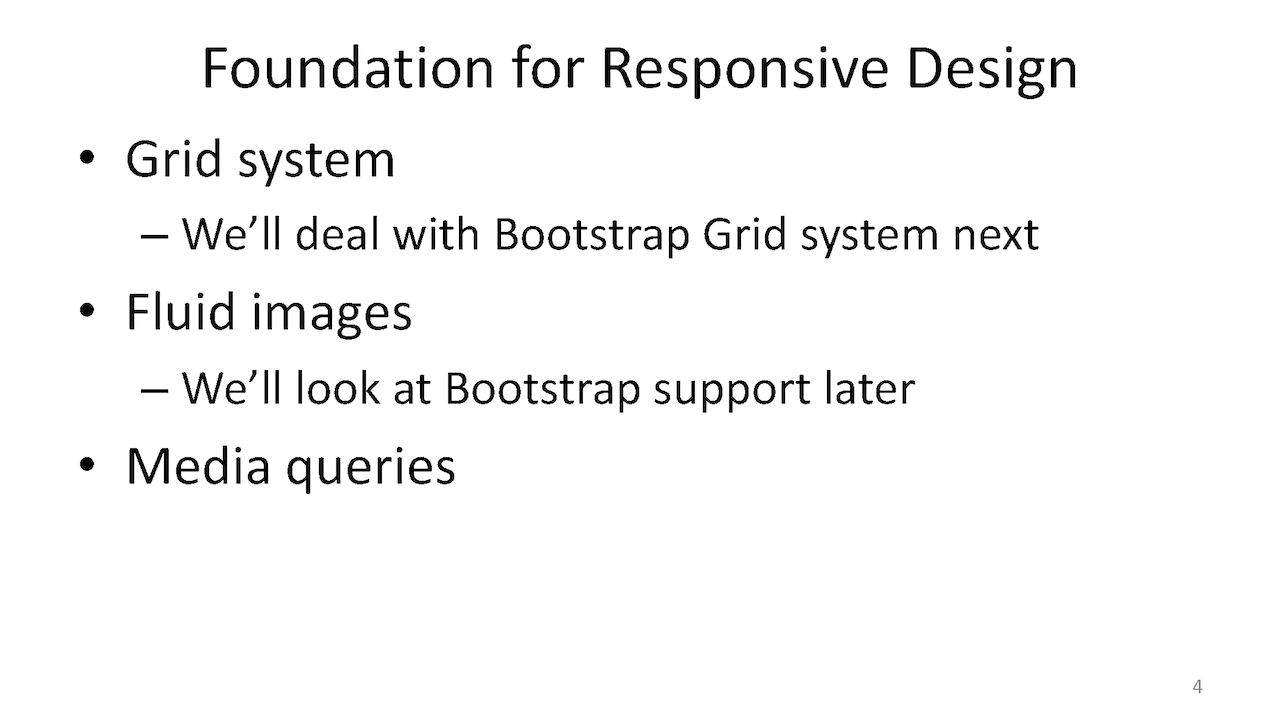 Foundation for Responsive Design
• Grid system
– We’ll deal with Bootstrap Grid system next
• Fluid images
– We’ll look at Bootstrap support later
• Media queries
4